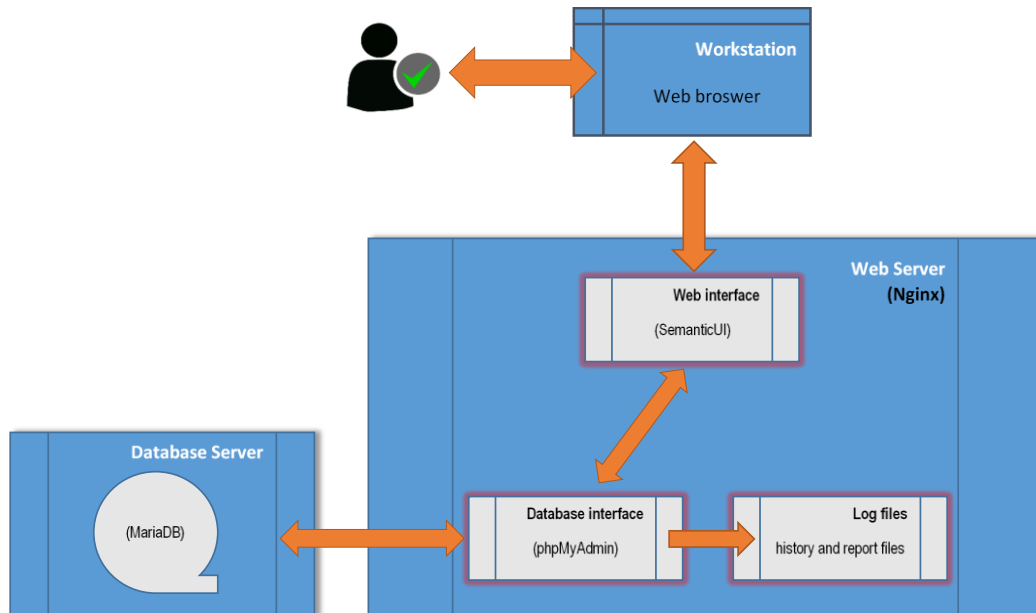 Workstation
Web broswer
Web Server
(Nginx)
Web interface
(SemanticUI)
Database Server
(MariaDB)
Database interface
(phpMyAdmin)
Log files
history and report files